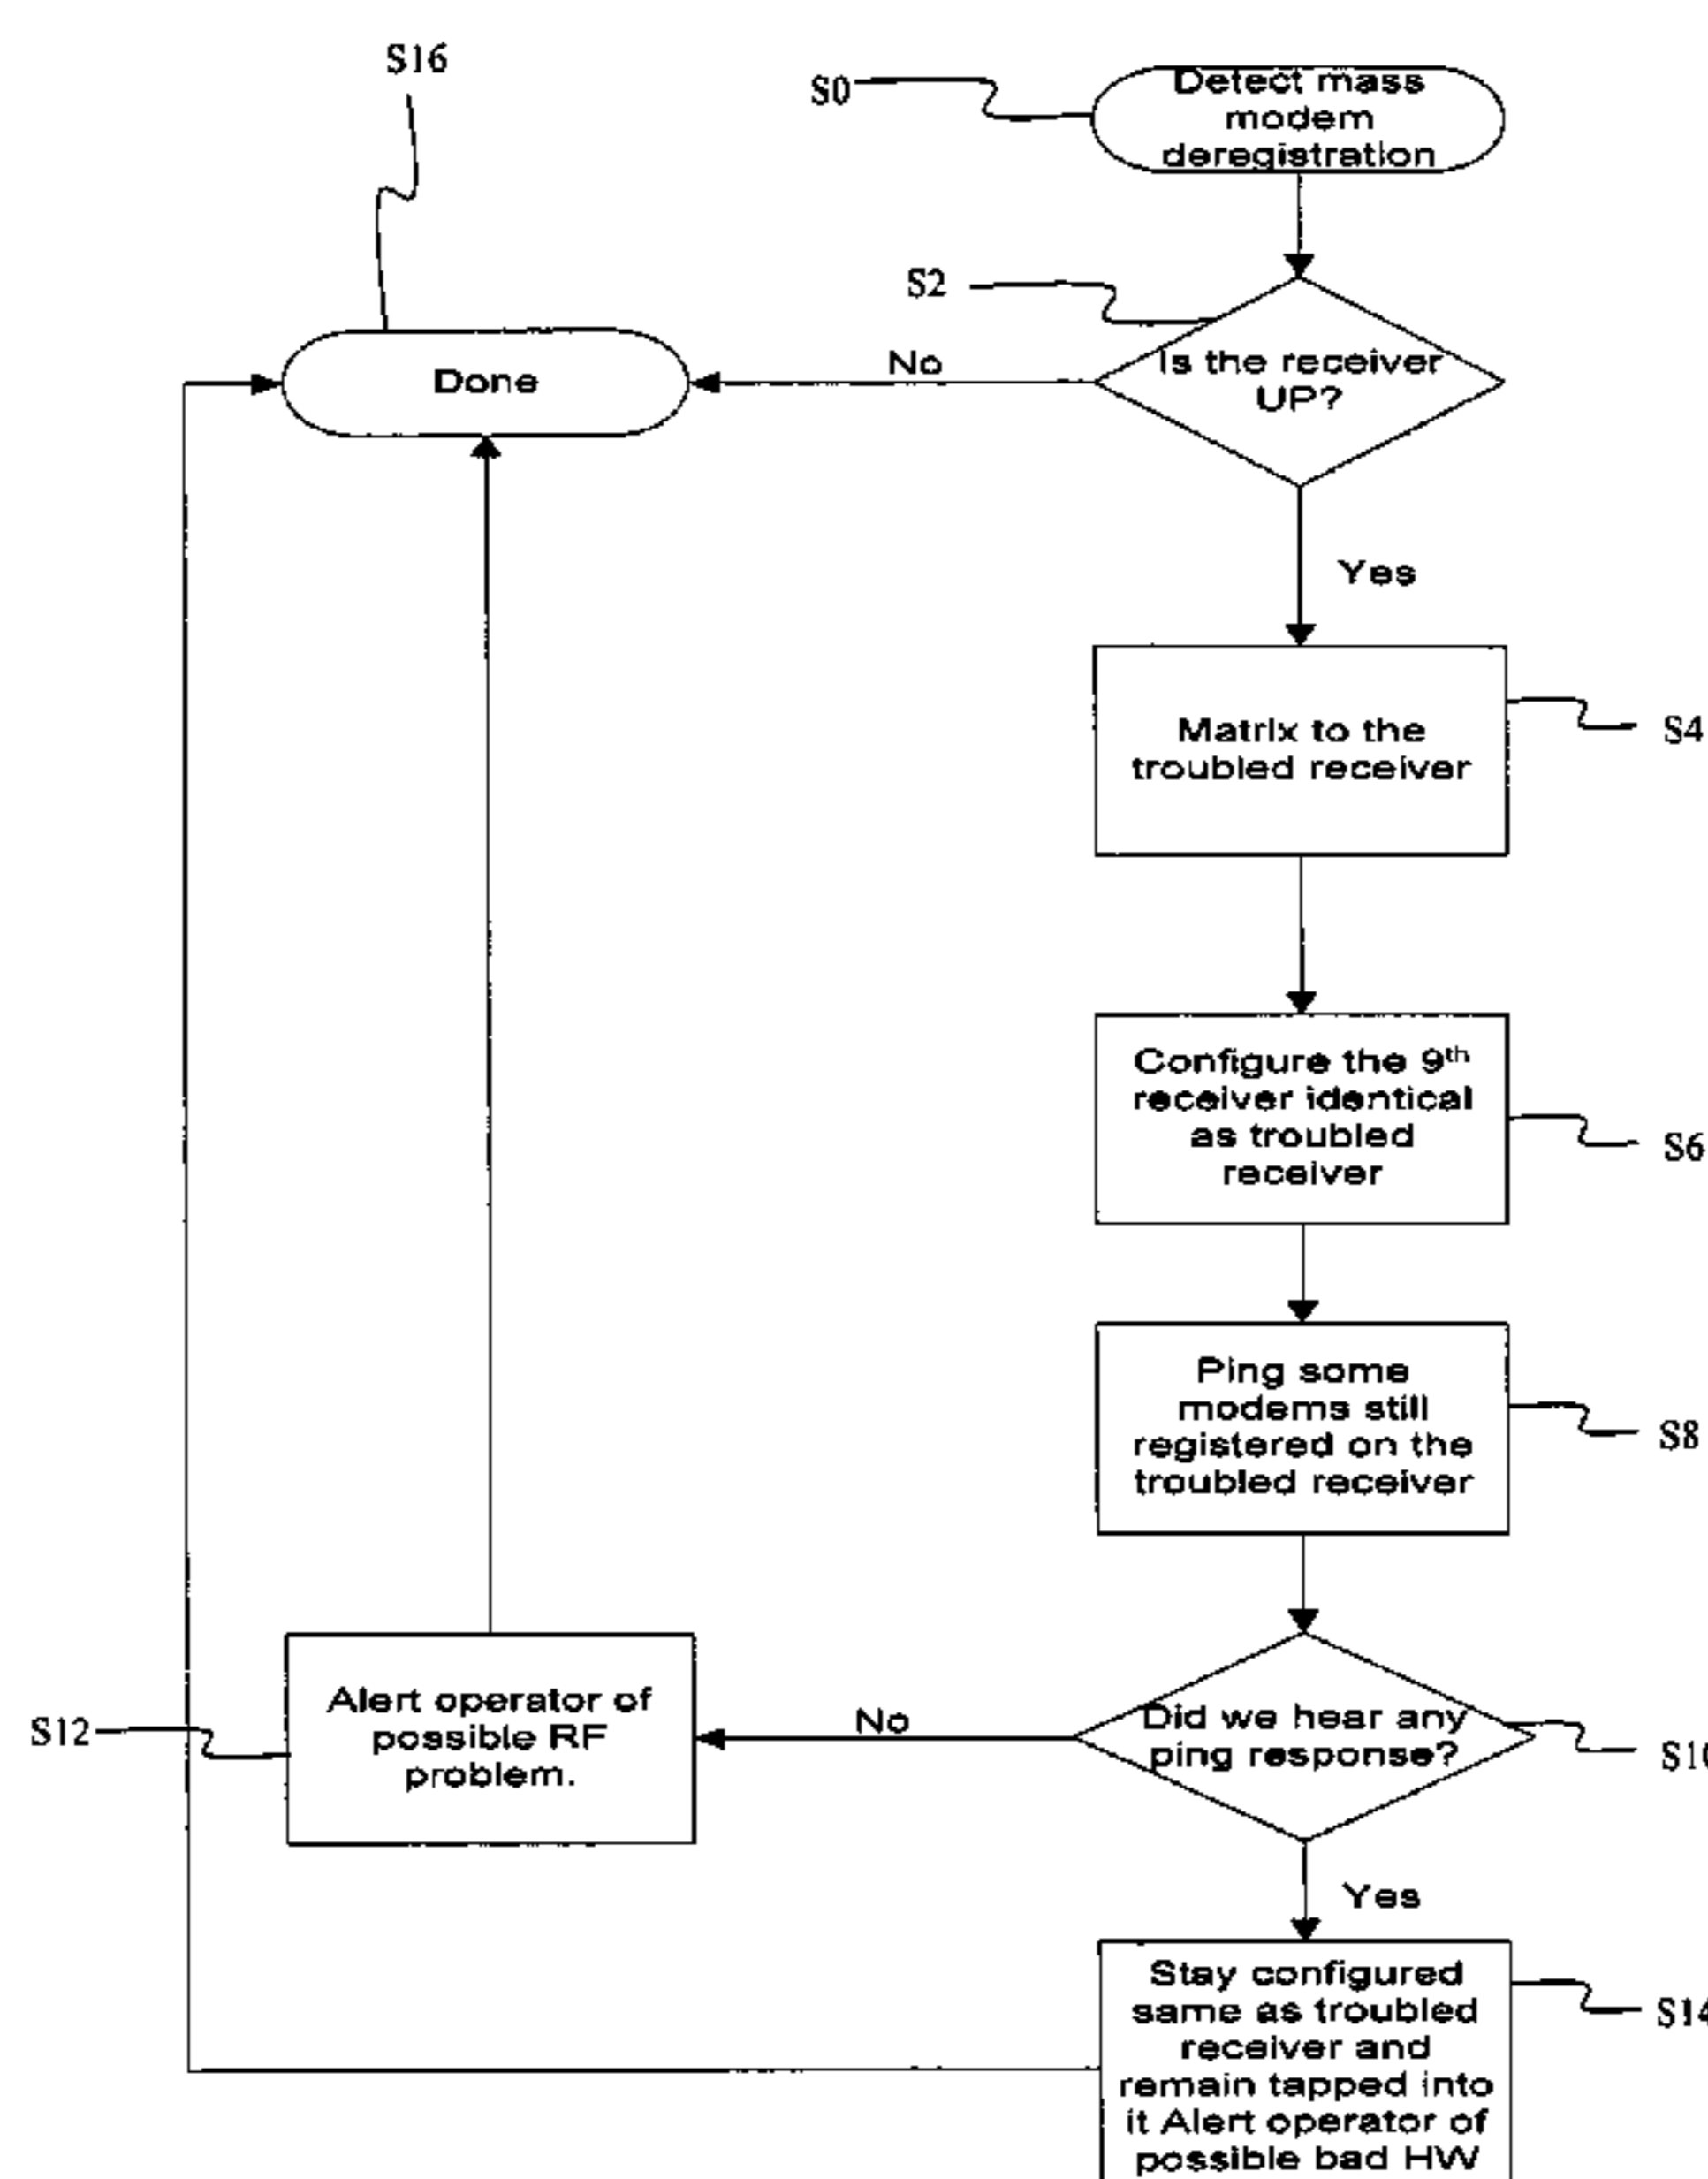 S16
S0
Detect mass
modem
deregistration
S2
Is the receiver
UP?
No
Done
Yes
Matrix to the
troubled receiver
S4
Configure the 9th
receiver identical
as troubled
receiver
S6
Ping some
modems still
registered on the
troubled receiver
S8
Did we hear any
ping response?
S10
No
Alert operator of
possible RF
problem.
S12
Yes
Stay configured
same as troubled
receiver and
remain tapped into
it Alert operator of
possible bad HW
S14